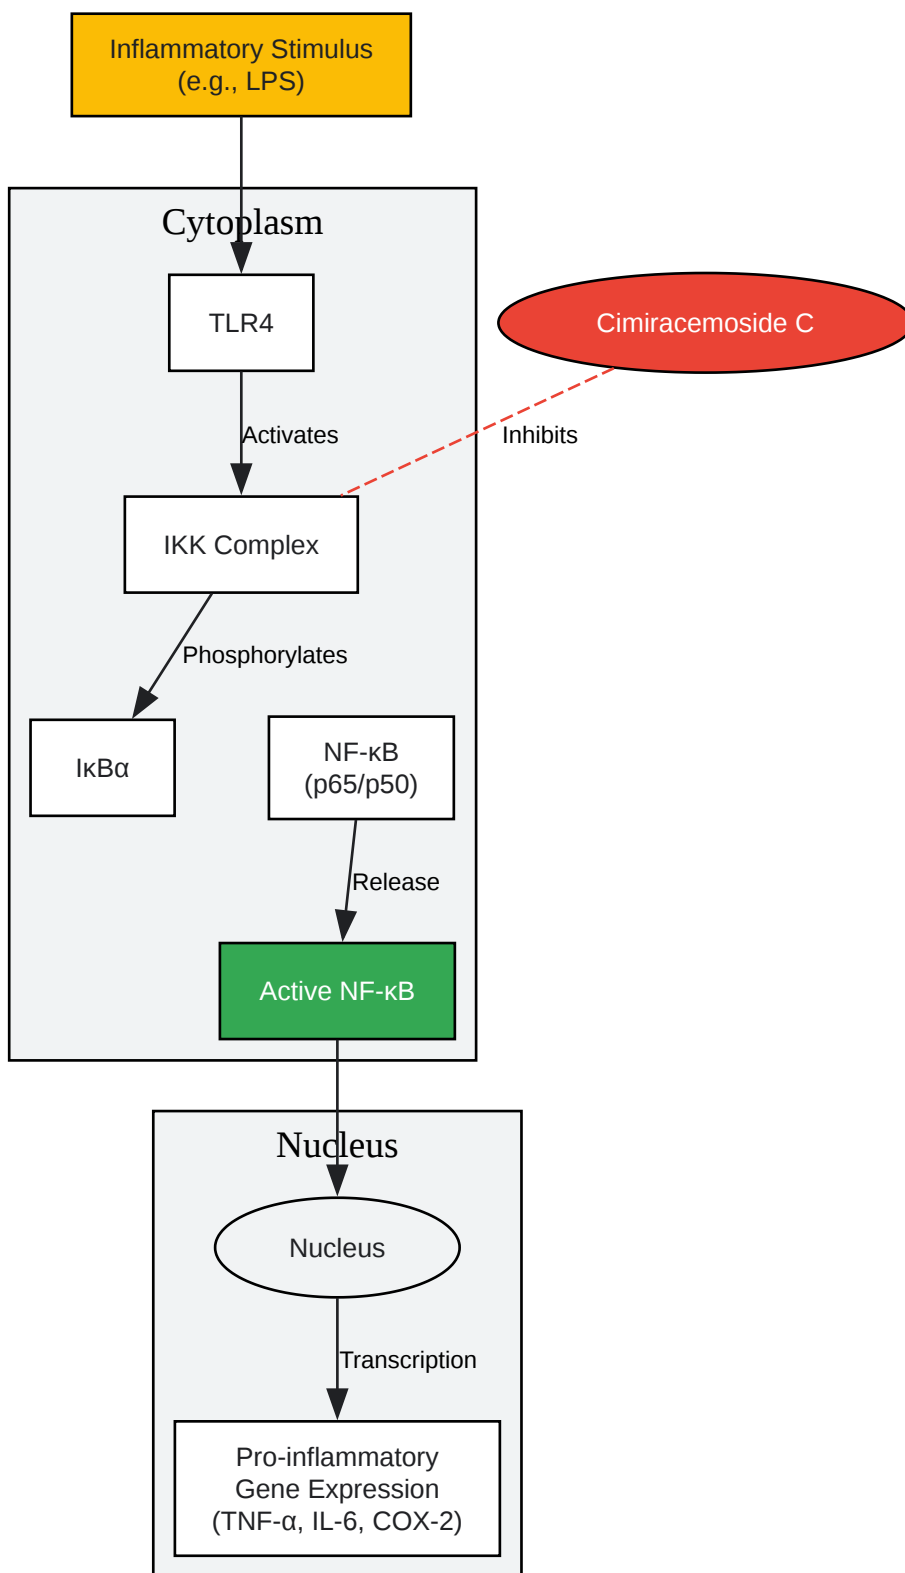 Inflammatory Stimulus
(e.g., LPS)
Cytoplasm
TLR4
Cimiracemoside C
Activates
Inhibits
IKK Complex
Phosphorylates
IκBα
NF-κB
(p65/p50)
Release
Active NF-κB
Nucleus
Nucleus
Transcription
Pro-inflammatory
Gene Expression
(TNF-α, IL-6, COX-2)